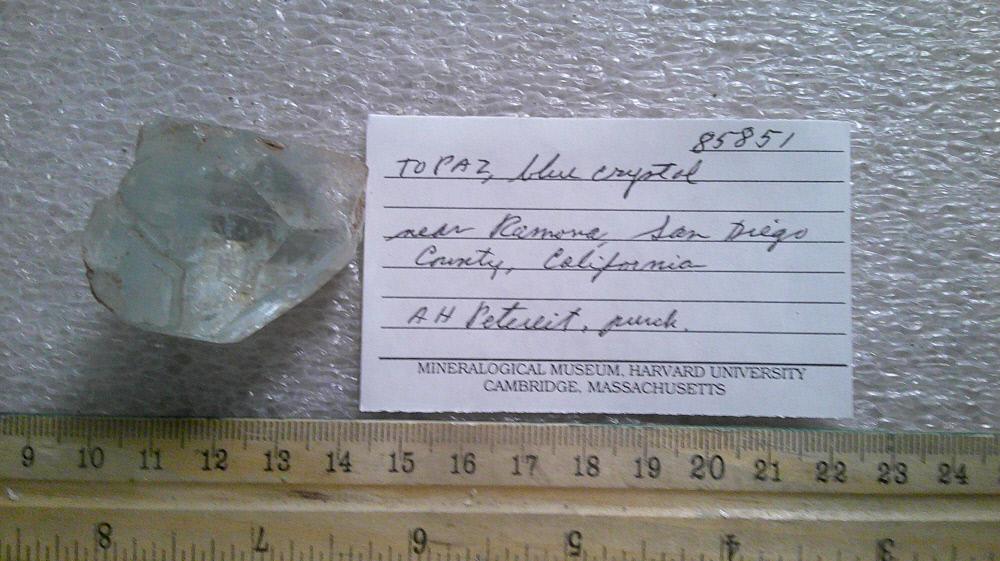 85851
TOPAZ, blue crystal
near Ramona, San Diego
County, California
AH Petereit, purch.
MINERALOGICAL MUSEUM, HARVARD UNIVERSITY
CAMBRIDGE, MASSACHUSETTS
9 10 11 12 13 14 15 16 17 18 19 20 21 22 23 24
8 7 6 5 4 3